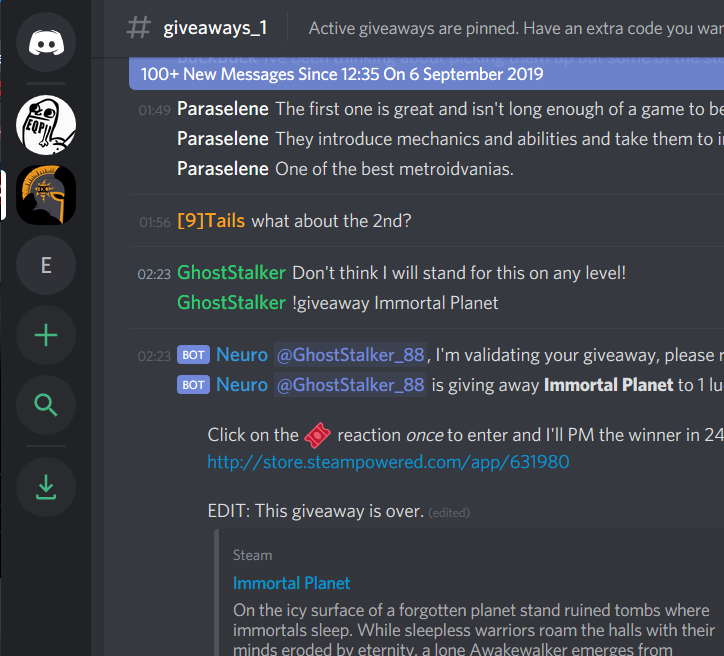 # giveaways_1
Active giveaways are pinned. Have an extra code you wan
100+ New Messages Since 12:35 On 6 September 2019
01:49 Paraselene The first one is great and isn't long enough of a game to be
Paraselene They introduce mechanics and abilities and take them to i
Paraselene One of the best metroidvanias.
01:56 [9]Tails what about the 2nd?
E
02:23 GhostStalker Don't think I will stand for this on any level!
GhostStalker !giveaway Immortal Planet
02:23 BOT Neuro @GhostStalker_88, I'm validating your giveaway, please r
BOT Neuro @GhostStalker_88 is giving away Immortal Planet to 1 lu
Click on the reaction once to enter and I'll PM the winner in 24
http://store.steampowered.com/app/631980
EDIT: This giveaway is over. (edited)
Steam
Immortal Planet
On the icy surface of a forgotten planet stand ruined tombs where
immortals sleep. While sleepless warriors roam the halls with their
minds eroded by eternity, a lone Awakewalker emerges from